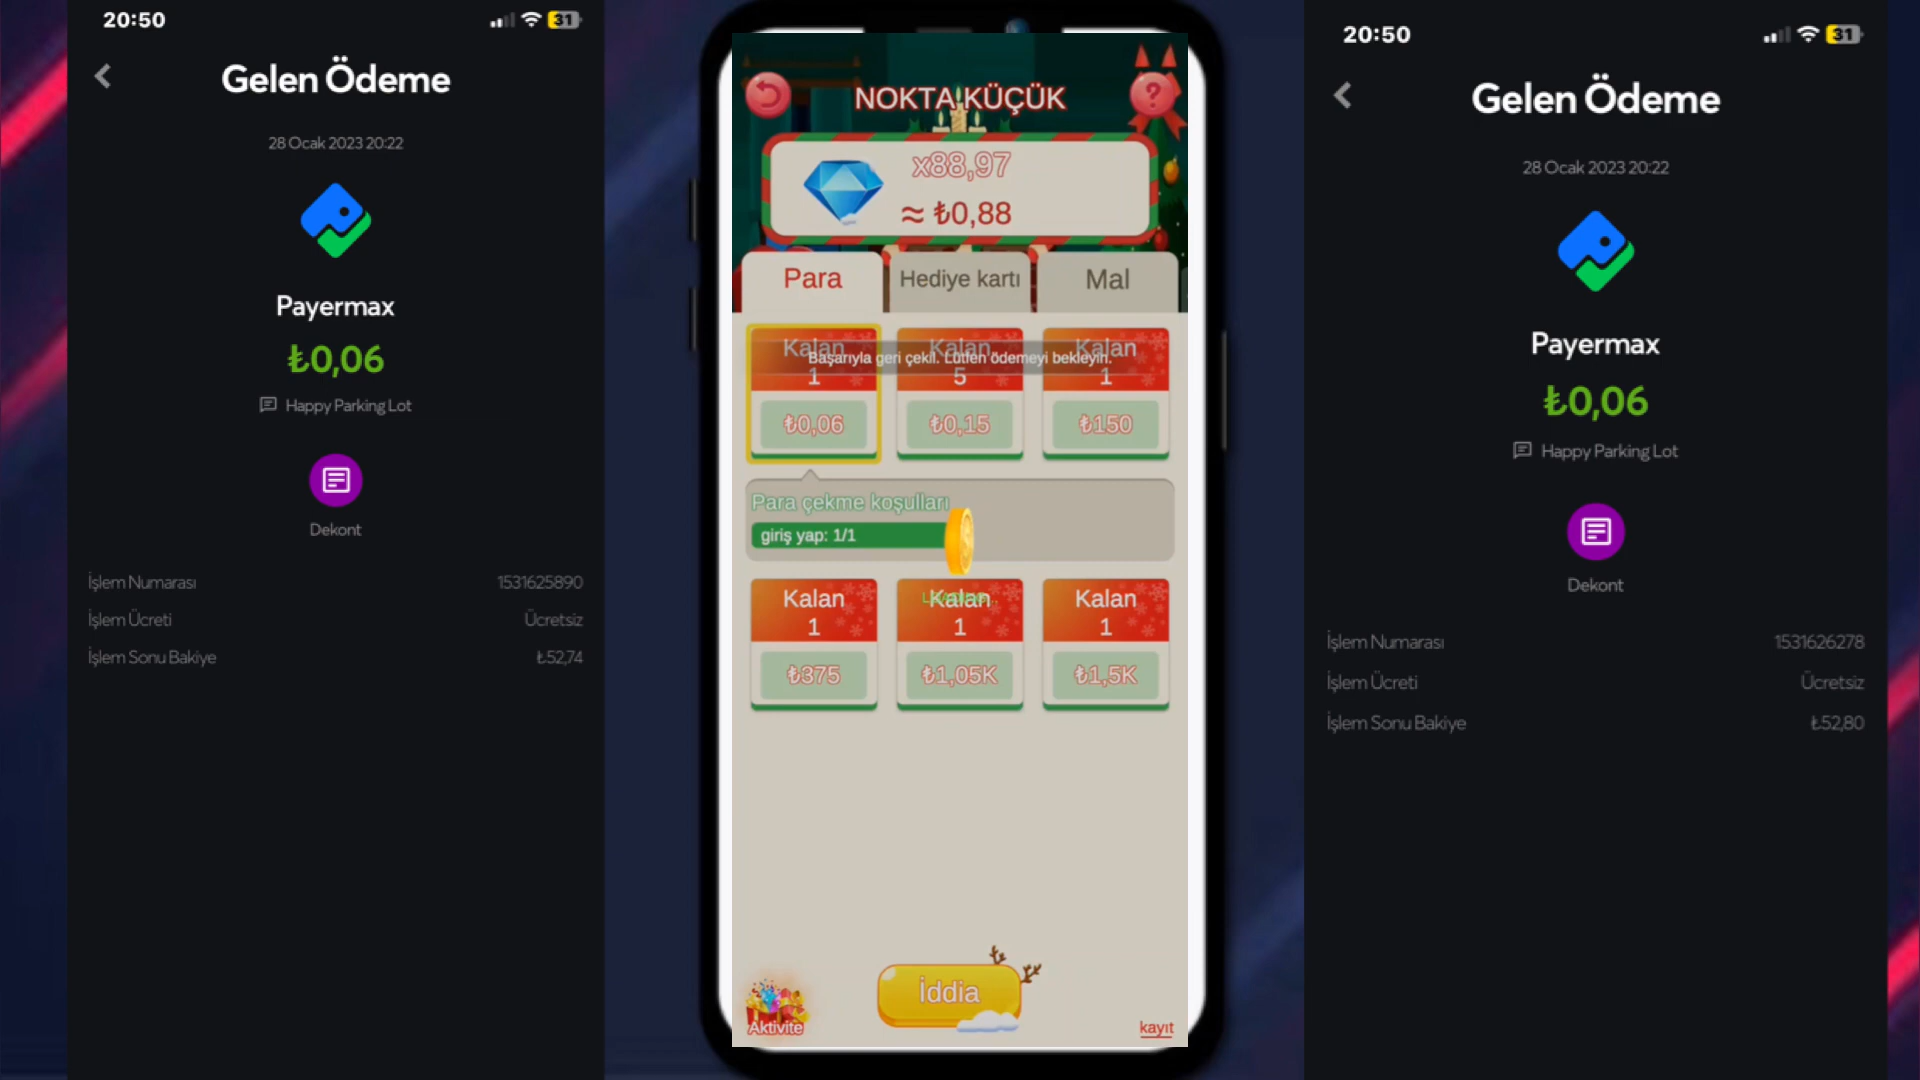 20:50
31
Gelen Ödeme
28 Ocak 2023 20:22
Payermax
₺0,06
Happy Parking Lot
Dekont
İşlem Numarası 1531625890
İşlem Ücreti Ücretsiz
İşlem Sonu Bakiye ₺52,74
NOKTA KÜÇÜK
x88,97
≈ ₺0,88
Para
Hediye kartı
Mal
Kalan 1
Kalan 5
Kalan 1
Başarıyla geri çekil. Lütfen ödemeyi bekleyin.
₺0,06
₺0,15
₺150
Para çekme koşulları
giriş yap: 1/1
Kalan 1
Kalan 1
Kalan 1
₺375
₺1,05K
₺1,5K
İddia
Aktivite
kayıt
20:50
31
Gelen Ödeme
28 Ocak 2023 20:22
Payermax
₺0,06
Happy Parking Lot
Dekont
İşlem Numarası 1531626278
İşlem Ücreti Ücretsiz
İşlem Sonu Bakiye ₺52,80